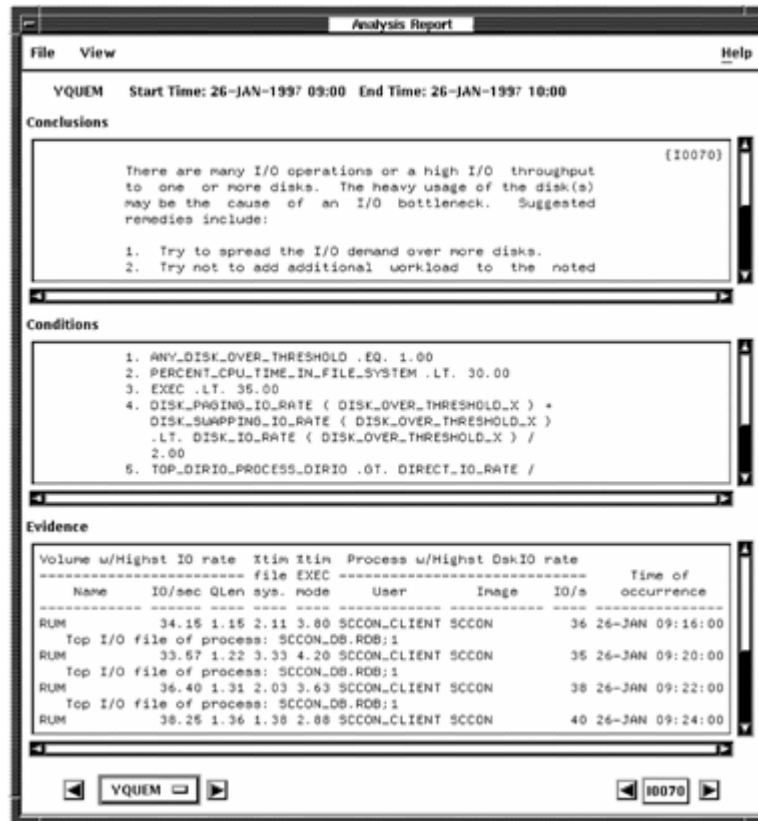 Analysis Report
File View Help
YQUEM Start Time: 26-JAN-1997 09:00 End Time: 26-JAN-1997 10:00
Conclusions
{I0070}
There are many I/O operations or a high I/O throughput
to one or more disks. The heavy usage of the disk(s)
may be the cause of an I/O bottleneck. Suggested
remedies include:
1. Try to spread the I/O demand over more disks.
2. Try not to add additional workload to the noted
Conditions
1. ANY_DISK_OVER_THRESHOLD .EQ. 1.00
2. PERCENT_CPU_TIME_IN_FILE_SYSTEM .LT. 30.00
3. EXEC .LT. 35.00
4. DISK_PAGING_IO_RATE ( DISK_OVER_THRESHOLD_X ) +
DISK_SWAPPING_IO_RATE ( DISK_OVER_THRESHOLD_X )
.LT. DISK_IO_RATE ( DISK_OVER_THRESHOLD_X ) /
2.00
5. TOP_DIRIO_PROCESS_DIRIO .GT. DIRECT_IO_RATE /
Evidence
Volume w/Highst IO rate %tim %tim Process w/Highst DskIO rate
------------------------ file EXEC ------------------------------ Time of
Name IO/sec QLen sys. mode User Image IO/s occurrence
------------ ------ ---- ---- ---- ------------ ----------- ---- ---------------
RUM 34.15 1.15 2.11 3.80 SCCON_CLIENT SCCON 36 26-JAN 09:16:00
Top I/O file of process: SCCON_DB.RDB;1
RUM 33.57 1.22 3.33 4.20 SCCON_CLIENT SCCON 35 26-JAN 09:20:00
Top I/O file of process: SCCON_DB.RDB;1
RUM 36.40 1.31 2.03 3.63 SCCON_CLIENT SCCON 38 26-JAN 09:22:00
Top I/O file of process: SCCON_DB.RDB;1
RUM 38.25 1.36 1.38 2.88 SCCON_CLIENT SCCON 40 26-JAN 09:24:00
YQUEM I0070